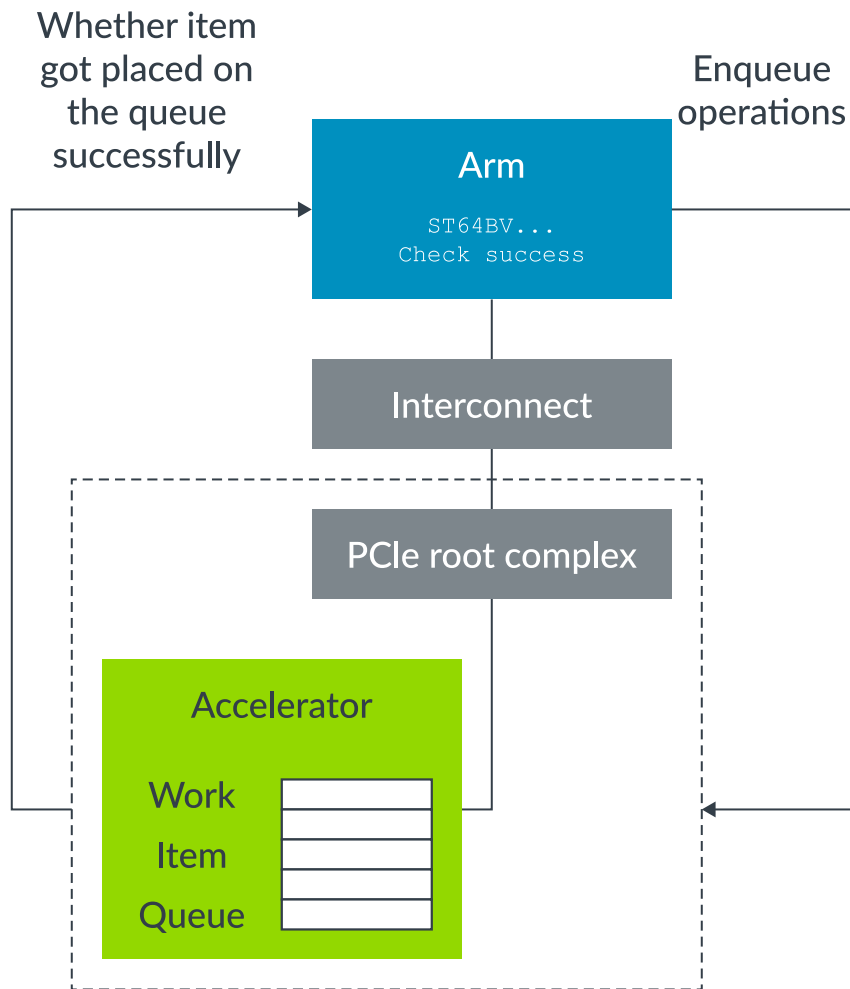 Whether item
got placed on
the queue
successfully
Enqueue
operations
Arm
ST64BV...
Check success
Interconnect
PCIe root complex
Accelerator
Work
Item
Queue